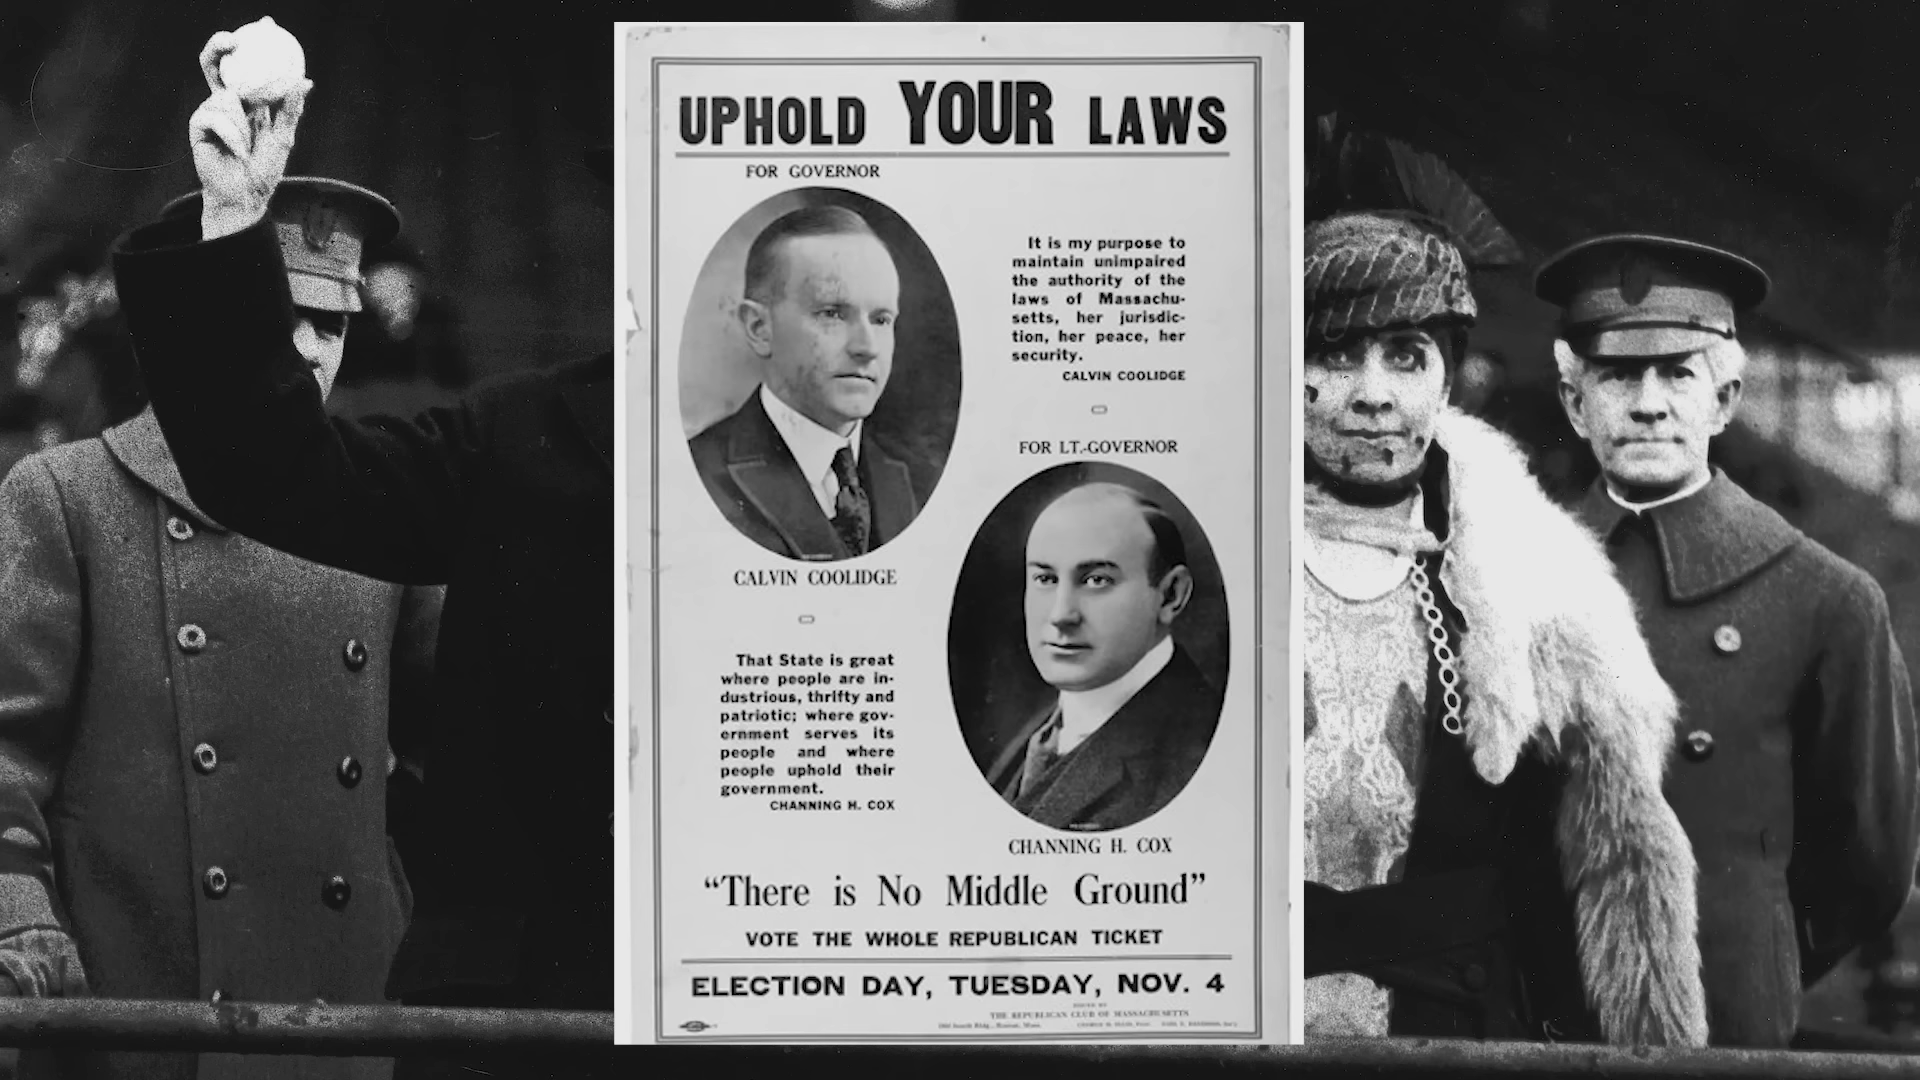 UPHOLD YOUR LAWS
FOR GOVERNOR
It is my purpose to
maintain unimpaired
the authority of the
laws of Massachu-
setts, her jurisdic-
tion, her peace, her
security.
CALVIN COOLIDGE
FOR LT.-GOVERNOR
CALVIN COOLIDGE
That State is great
where people are in-
dustrious, thrifty and
patriotic; where gov-
ernment serves its
people and where
people uphold their
government.
CHANNING H. COX
CHANNING H. COX
“There is No Middle Ground”
VOTE THE WHOLE REPUBLICAN TICKET
ELECTION DAY, TUESDAY, NOV. 4
THE REPUBLICAN CLUB OF MASSACHUSETTS